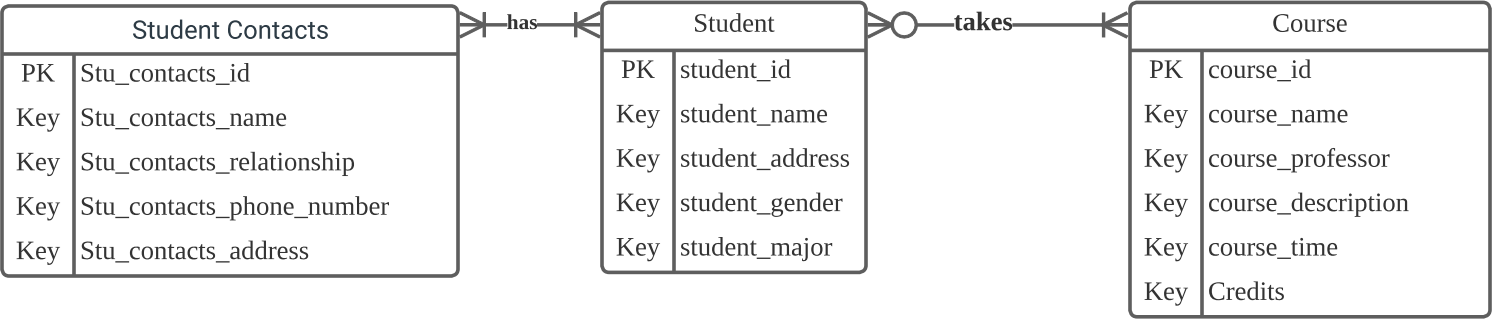 Student Contacts
PK Stu_contacts_id
Key Stu_contacts_name
Key Stu_contacts_relationship
Key Stu_contacts_phone_number
Key Stu_contacts_address
has
Student
PK student_id
Key student_name
Key student_address
Key student_gender
Key student_major
takes
Course
PK course_id
Key course_name
Key course_professor
Key course_description
Key course_time
Key Credits